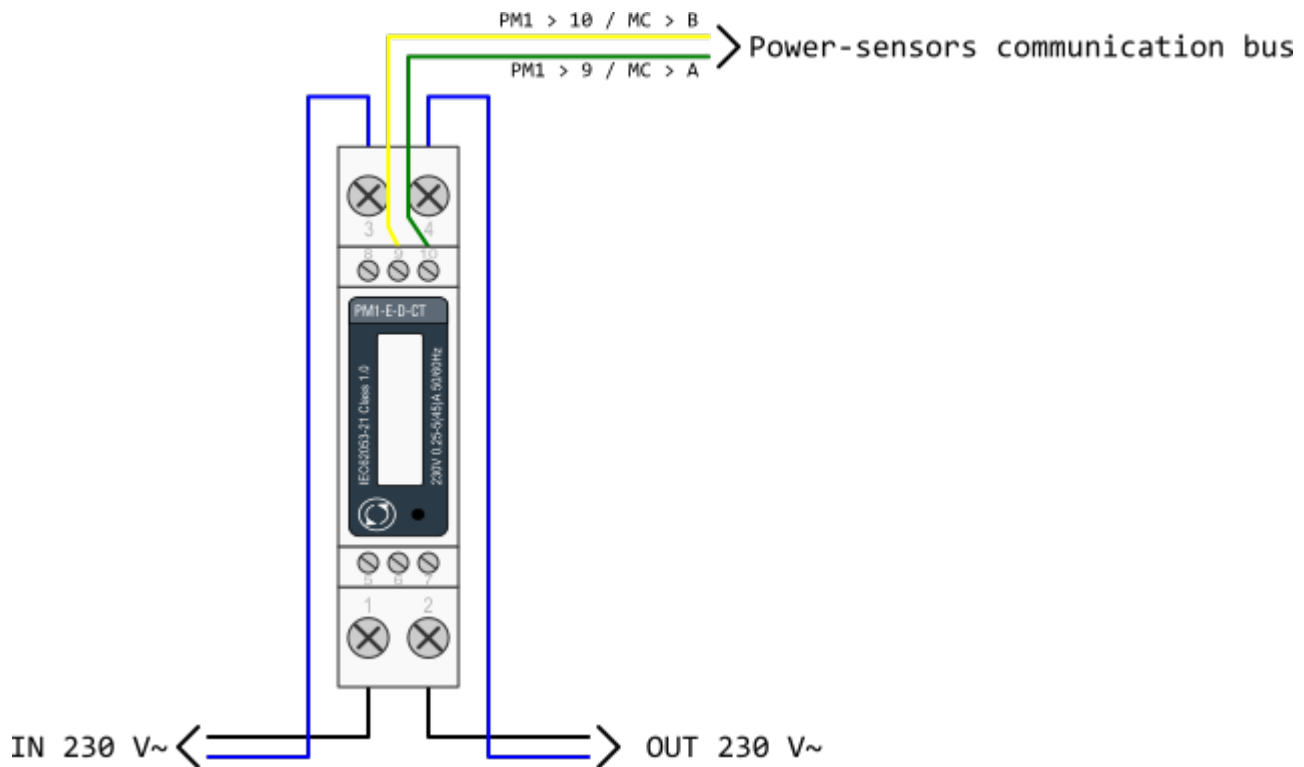 PM1 > 10 / MC > B
Power-sensors communication bus
PM1 > 9 / MC > A
3 4
8 9 10
PM1-E-D-CT
IEC62053-21 Class 1.0
230V 0.25-5(45)A 50/60Hz
5 6 7
1 2
IN 230 V~
OUT 230 V~